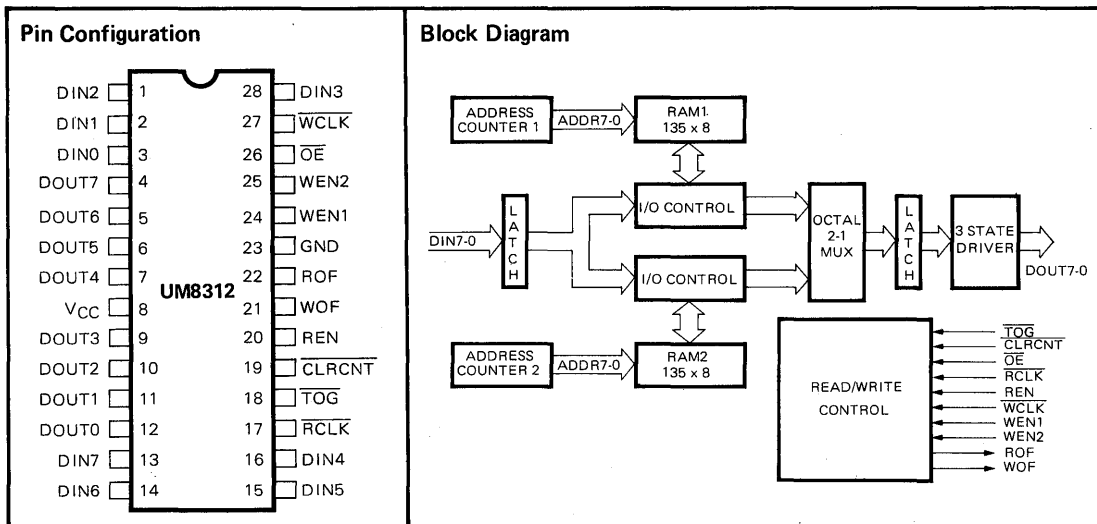 Pin Configuration
DIN2 1 28 DIN3
DIN1 2 27 WCLK
DIN0 3 26 OE
DOUT7 4 25 WEN2
DOUT6 5 24 WEN1
DOUT5 6 23 GND
DOUT4 7 22 ROF
UM8312
VCC 8 21 WOF
DOUT3 9 20 REN
DOUT2 10 19 CLRCNT
DOUT1 11 18 TOG
DOUT0 12 17 RCLK
DIN7 13 16 DIN4
DIN6 14 15 DIN5
Block Diagram
ADDRESS
COUNTER 1
ADDR7-0
RAM1
135 x 8
DIN7-0
LATCH
I/O CONTROL
I/O CONTROL
OCTAL
2-1
MUX
LATCH
3 STATE
DRIVER
DOUT7-0
ADDRESS
COUNTER 2
ADDR7-0
RAM2
135 x 8
READ/WRITE
CONTROL
TOG
CLRCNT
OE
RCLK
REN
WCLK
WEN1
WEN2
ROF
WOF